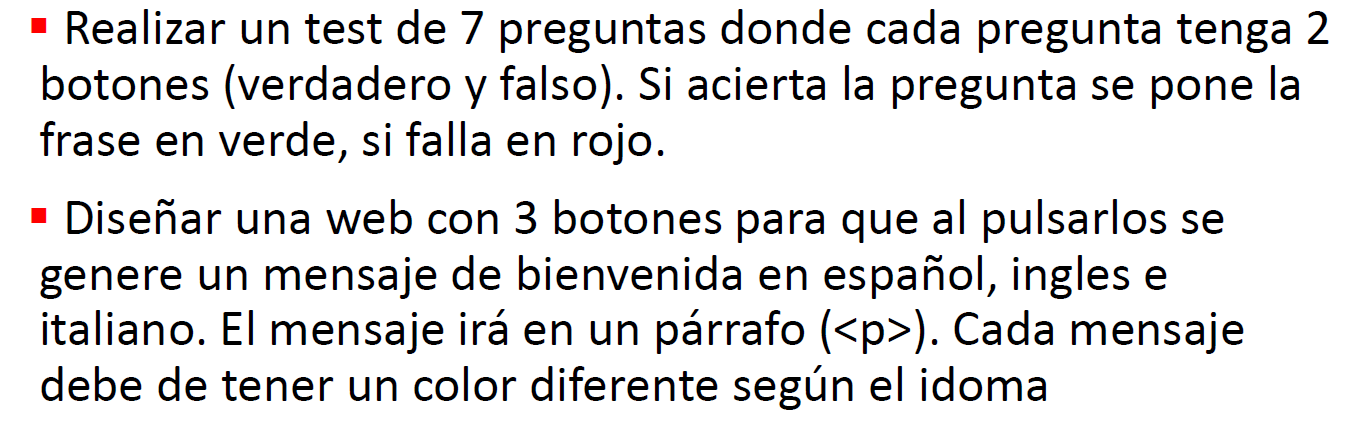 ▪ Realizar un test de 7 preguntas donde cada pregunta tenga 2
botones (verdadero y falso). Si acierta la pregunta se pone la
frase en verde, si falla en rojo.
▪ Diseñar una web con 3 botones para que al pulsarlos se
genere un mensaje de bienvenida en español, ingles e
italiano. El mensaje irá en un párrafo (<p>). Cada mensaje
debe de tener un color diferente según el idoma